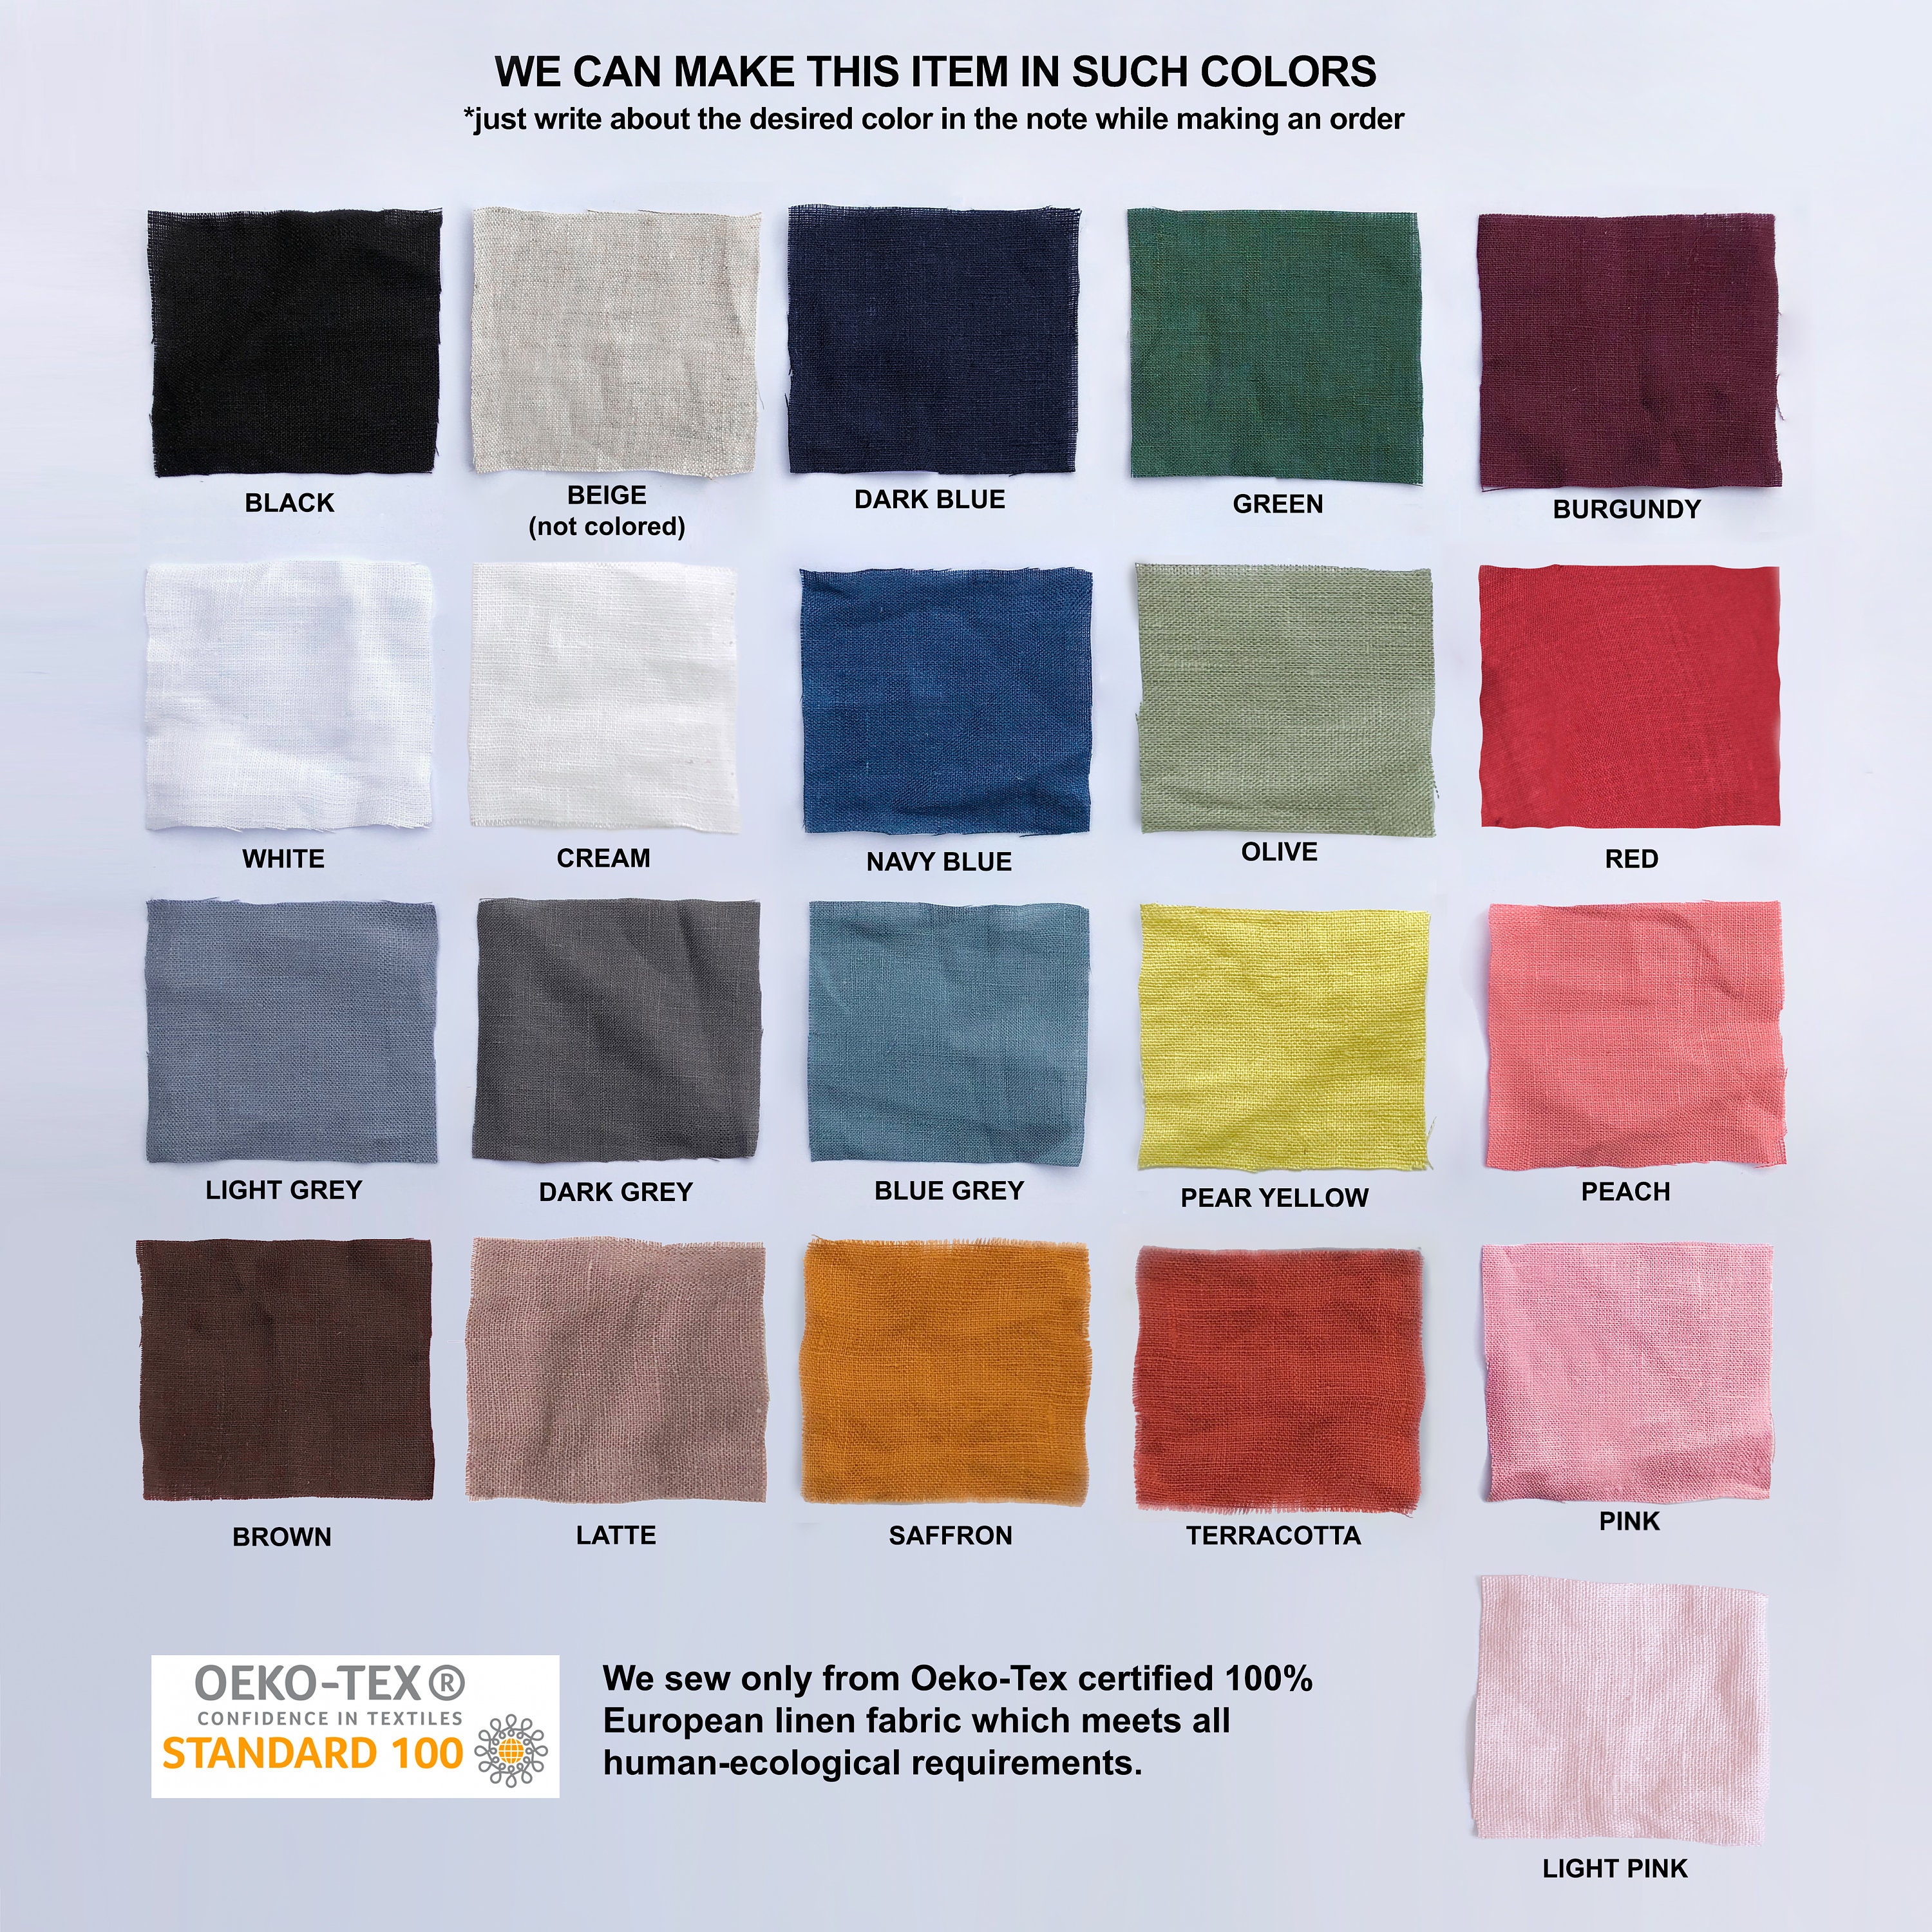 WE CAN MAKE THIS ITEM IN SUCH COLORS
*just write about the desired color in the note while making an order
BLACK
BEIGE
(not colored)
DARK BLUE
GREEN
BURGUNDY
WHITE
CREAM
NAVY BLUE
OLIVE
RED
LIGHT GREY
DARK GREY
BLUE GREY
PEAR YELLOW
PEACH
BROWN
LATTE
SAFFRON
TERRACOTTA
PINK
OEKO-TEX®
CONFIDENCE IN TEXTILES
STANDARD 100
We sew only from Oeko-Tex certified 100%
European linen fabric which meets all
human-ecological requirements.
LIGHT PINK